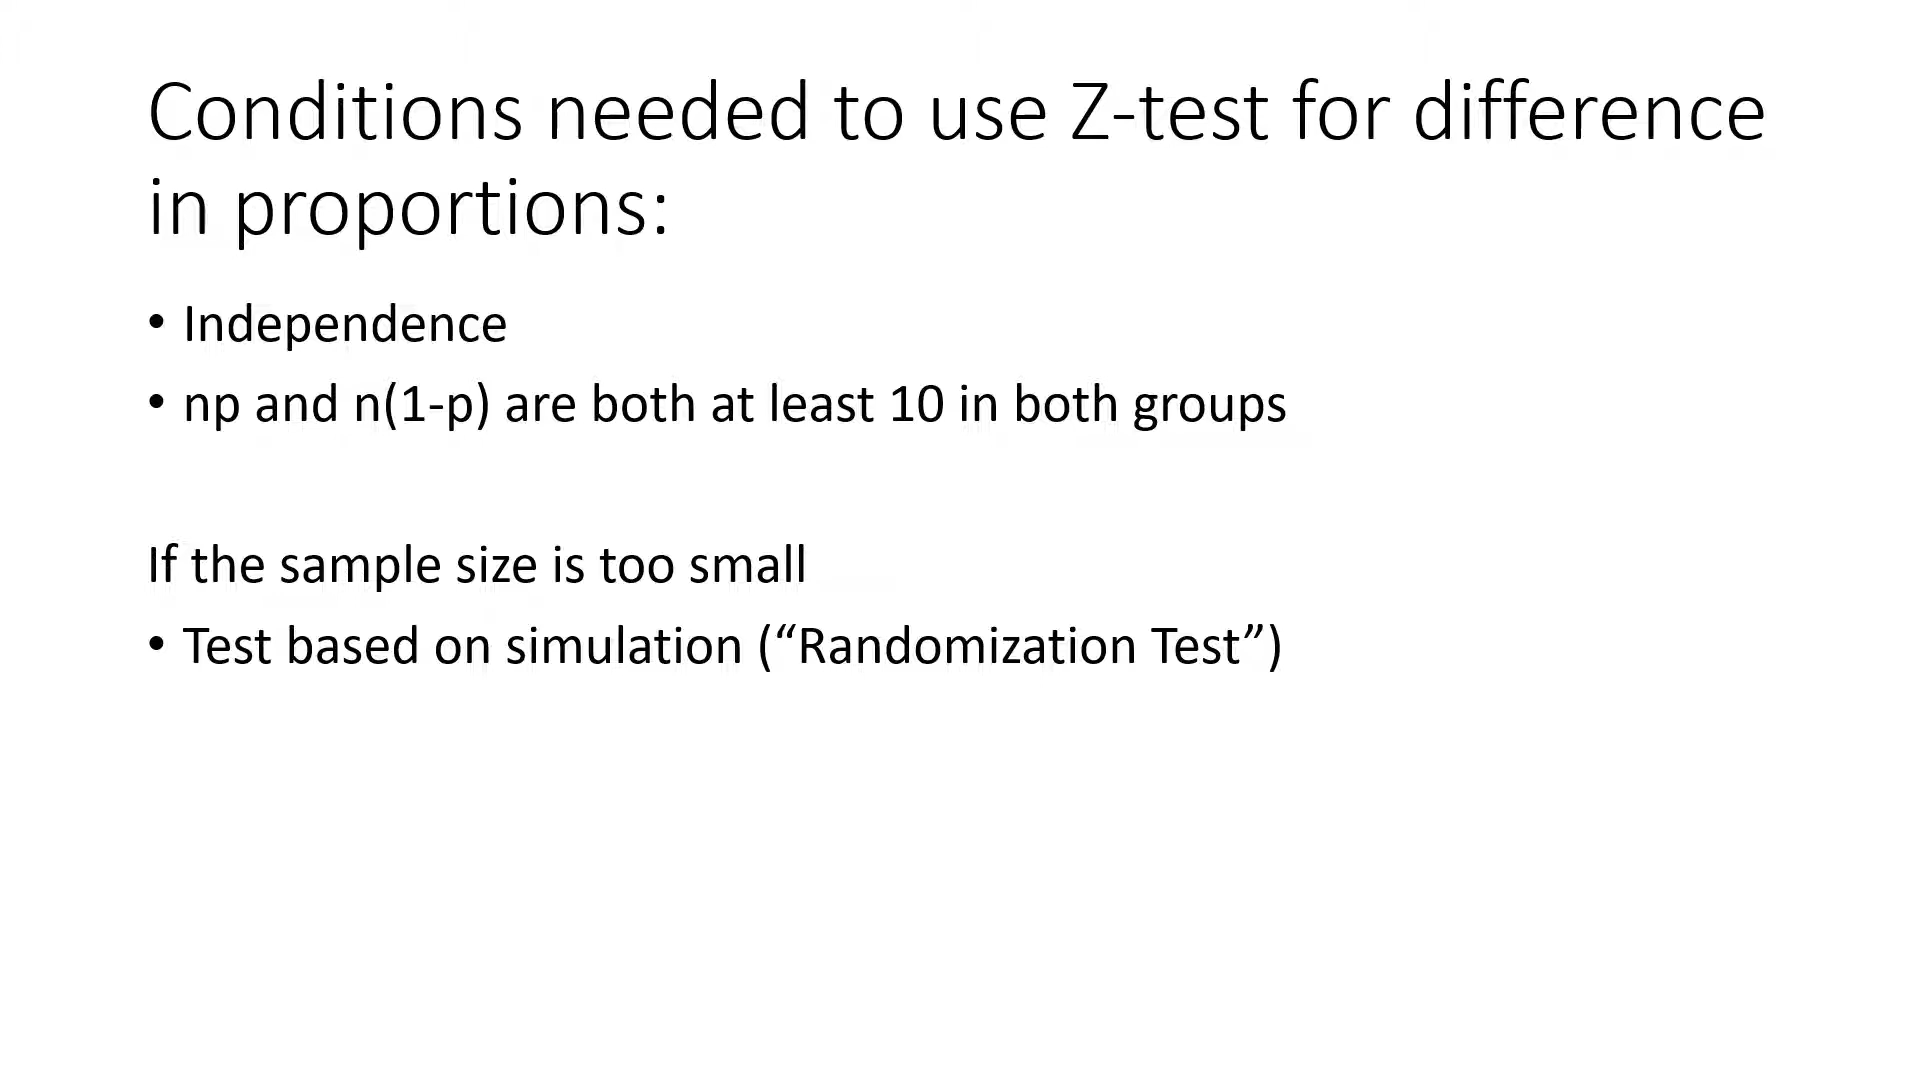 Conditions needed to use Z-test for difference
in proportions:
• Independence
• np and n(1-p) are both at least 10 in both groups
If the sample size is too small
• Test based on simulation (“Randomization Test”)